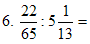 6. 22/65 : 5 1/13 =